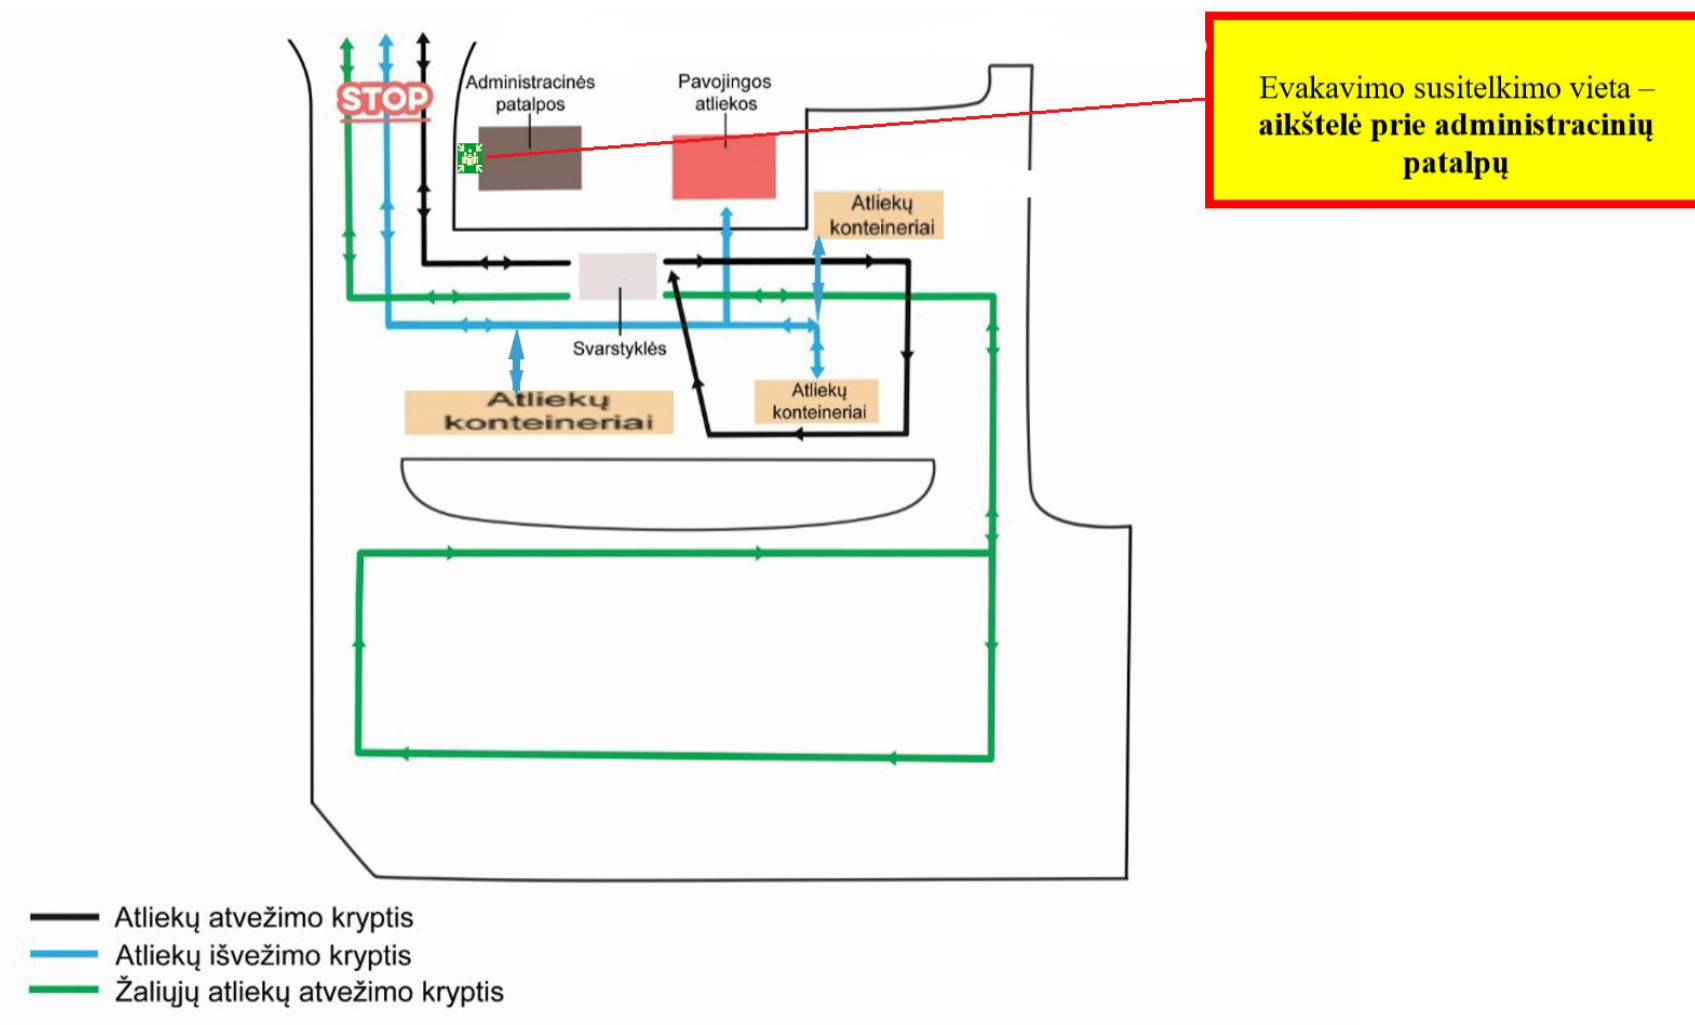 STOP
Administracinės
patalpos
Pavojingos
atliekos
Evakavimo susitelkimo vieta –
aikštelė prie administracinių
patalpų
Atliekų
konteineriai
Svarstyklės
Atliekų
konteineriai
Atliekų
konteineriai
Atliekų atvežimo kryptis
Atliekų išvežimo kryptis
Žaliųjų atliekų atvežimo kryptis